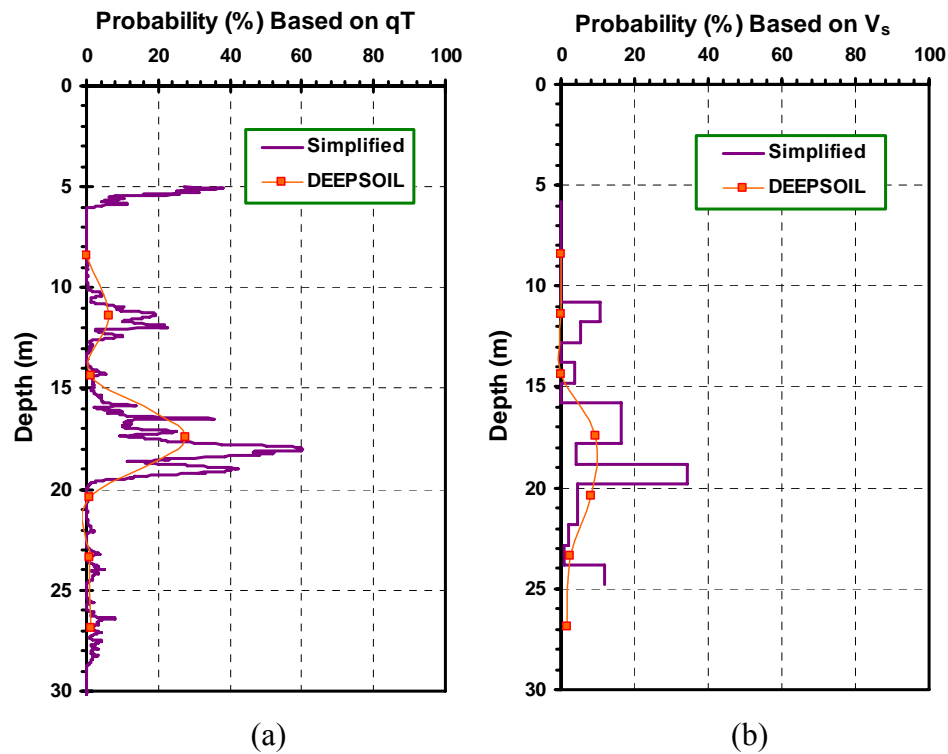 Probability (%) Based on qT
0 20 40 60 80 100
0
5
10
15
20
25
30
Depth (m)
Simplified
DEEPSOIL
(a)
Probability (%) Based on Vs
0 20 40 60 80 100
0
5
10
15
20
25
30
Depth (m)
Simplified
DEEPSOIL
(b)